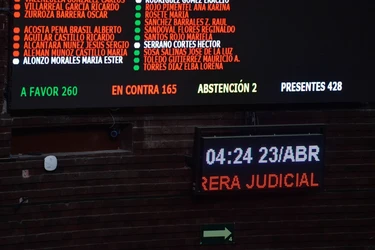 VILLARREAL GARCIA RICARDO
ZURROZA BARRERA OSCAR
ACOSTA PEÑA BRASIL ALBERTO
AGUILAR CASTILLO RICARDO
ALCANTARA NUÑEZ JESUS SERGIO
ALEMAN MUÑOZ CASTILLO MARIA
ALONZO MORALES MARIA ESTER
ROJO PIMENTEL ANA KARINA
ROSETE MARIA
SANCHEZ BARRALES Z. RAUL
SANDOVAL FLORES REGINALDO
SANTOS ROJO MARIELA
SERRANO CORTES HECTOR
SOSA SALINAS JOSE DE LA LUZ
TOLEDO GUTIERREZ MAURICIO A.
TORRES DIAZ ELBA LORENA
A FAVOR 260 EN CONTRA 165 ABSTENCIÓN 2 PRESENTES 428
04:24 23/ABR
RERA JUDICIAL